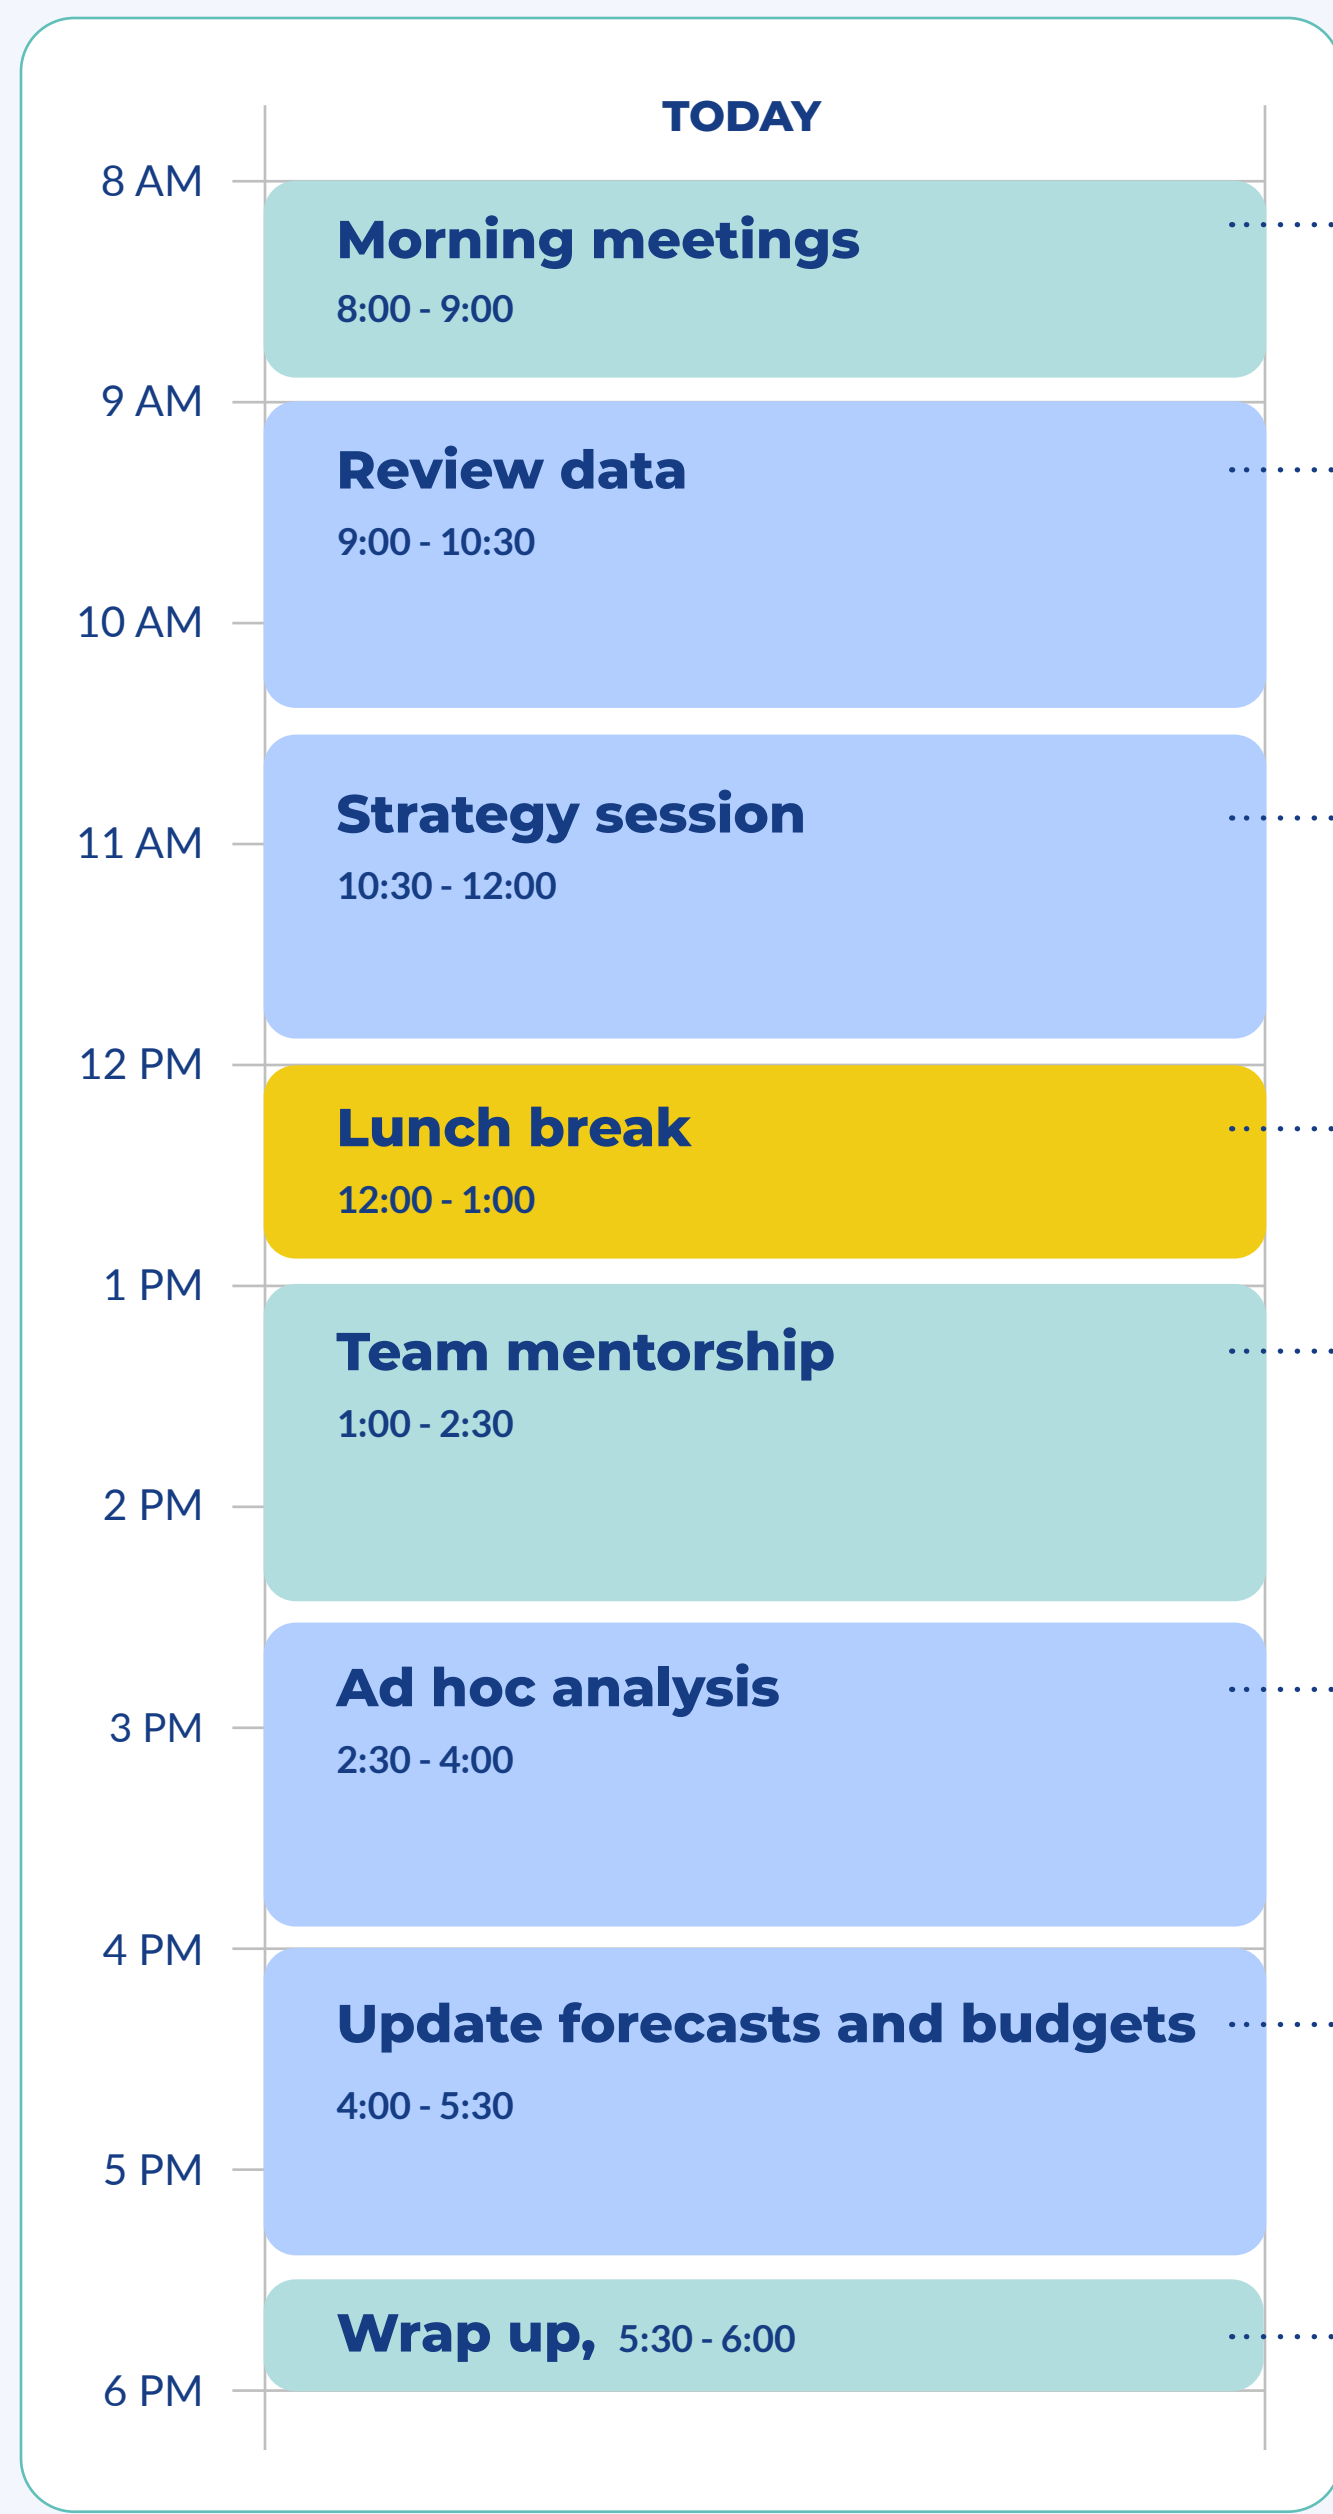 TODAY
8 AM
Morning meetings
8:00 - 9:00
9 AM
Review data
9:00 - 10:30
10 AM
Strategy session
11 AM
10:30 - 12:00
12 PM
Lunch break
12:00 - 1:00
1 PM
Team mentorship
1:00 - 2:30
2 PM
Ad hoc analysis
3 PM
2:30 - 4:00
4 PM
Update forecasts and budgets
4:00 - 5:30
5 PM
Wrap up, 5:30 - 6:00
6 PM